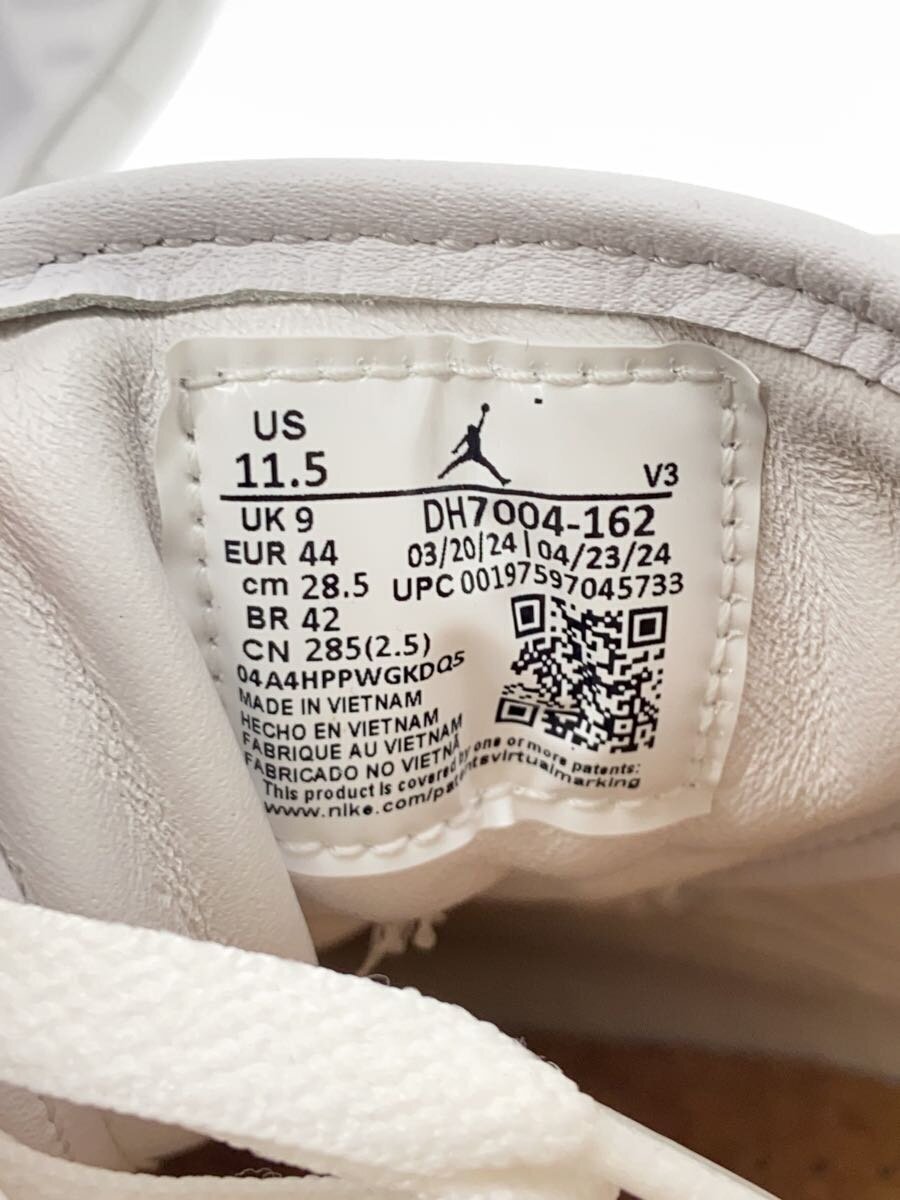 US
11.5
V3
UK 9
DH7004-162
EUR 44
03/20/24 | 04/23/24
cm 28.5
UPC 00197597045733
BR 42
CN 285(2.5)
04A4HPPWGKDQ5
MADE IN VIETNAM
HECHO EN VIETNAM
FABRIQUE AU VIETNAM
FABRICADO NO VIETNÃ
This product is covered by one or more patents:
www.nike.com/patentsvirtualmarking